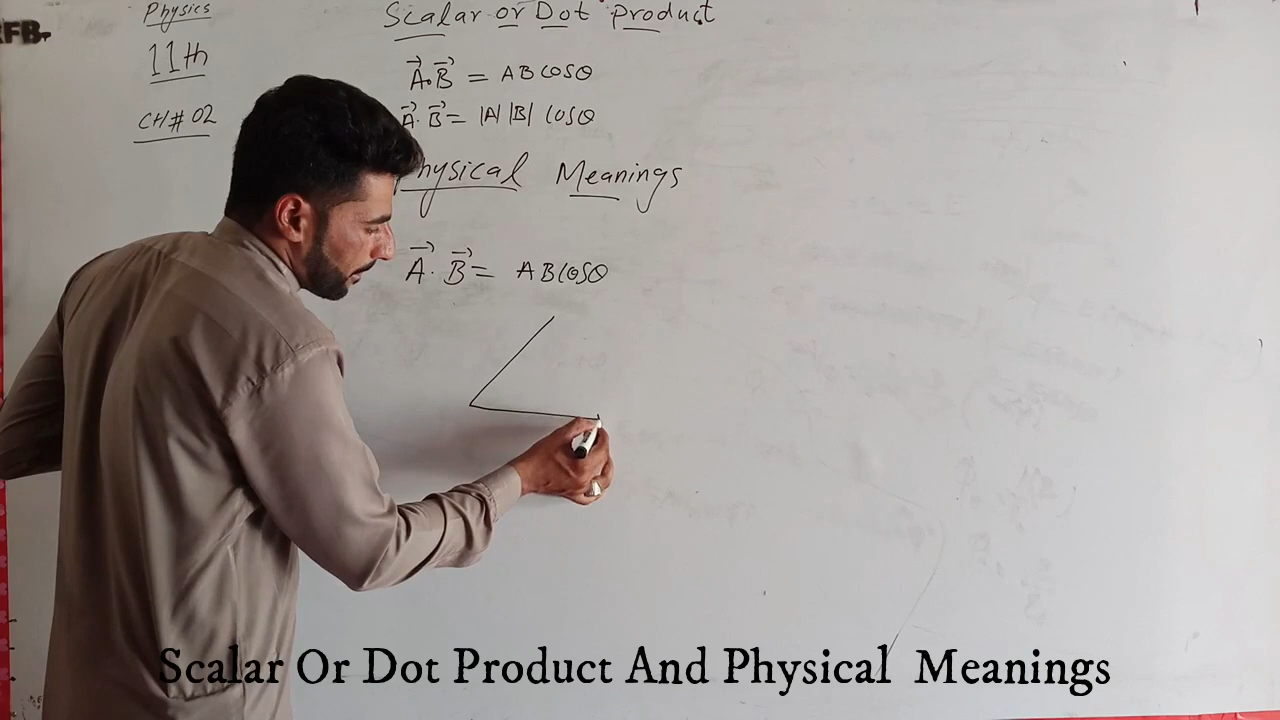 Physics
11th
CH# 02
Scalar or Dot product
A⃗.B⃗ = AB cosθ
A⃗.B⃗ = |A| |B| cosθ
Physical Meanings
A⃗.B⃗ = AB cosθ
Scalar Or Dot Product And Physical Meanings